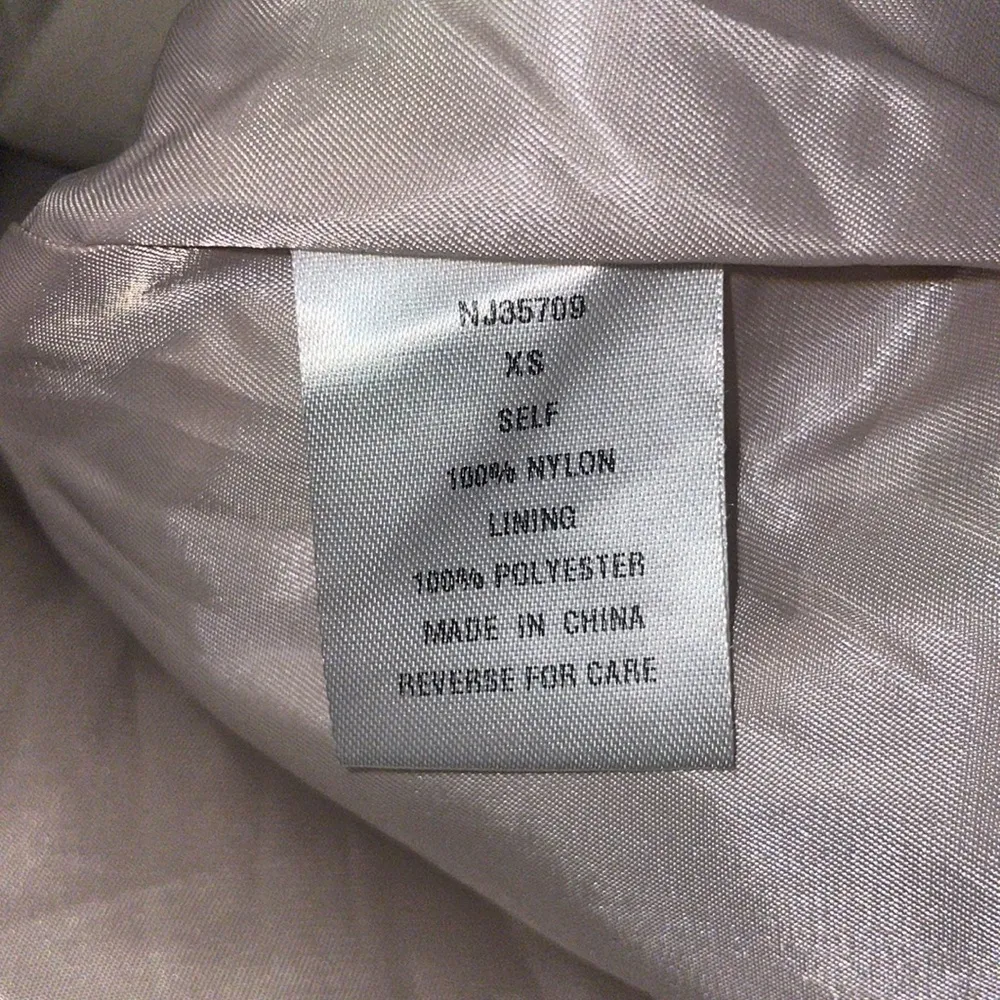 NJ35709
XS
SELF
100% NYLON
LINING
100% POLYESTER
MADE IN CHINA
REVERSE FOR CARE